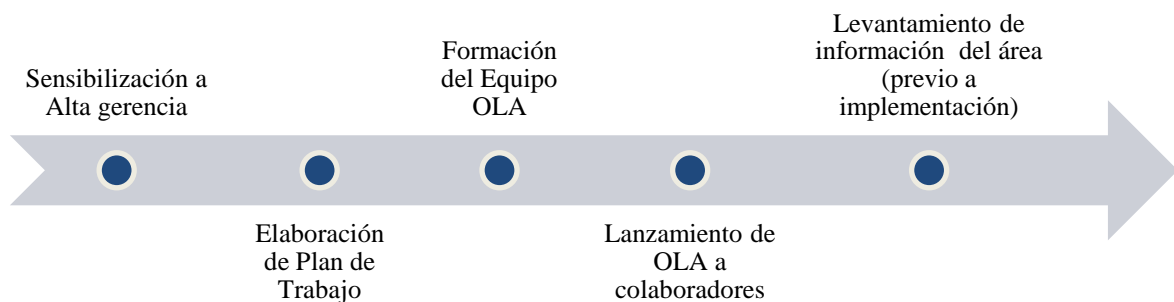 Sensibilización a
Alta gerencia
Elaboración
de Plan de
Trabajo
Formación
del Equipo
OLA
Lanzamiento de
OLA a
colaboradores
Levantamiento de
información del área
(previo a
implementación)